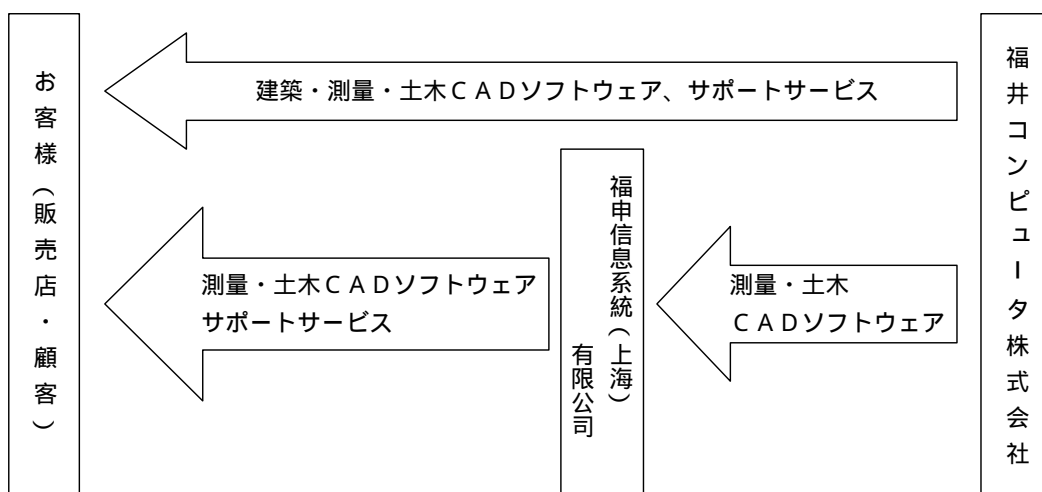 お客様（販売店・顧客）
建築・測量・土木ＣＡＤソフトウェア、サポートサービス
測量・土木ＣＡＤソフトウェア
サポートサービス
福申信息系統（上海）
有限公司
測量・土木
ＣＡＤソフトウェア
福井コンピュータ株式会社